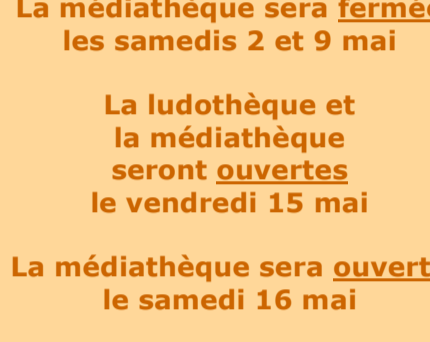 La médiathèque sera fermée
les samedis 2 et 9 mai
La ludothèque et
la médiathèque
seront ouvertes
le vendredi 15 mai
La médiathèque sera ouvert
le samedi 16 mai